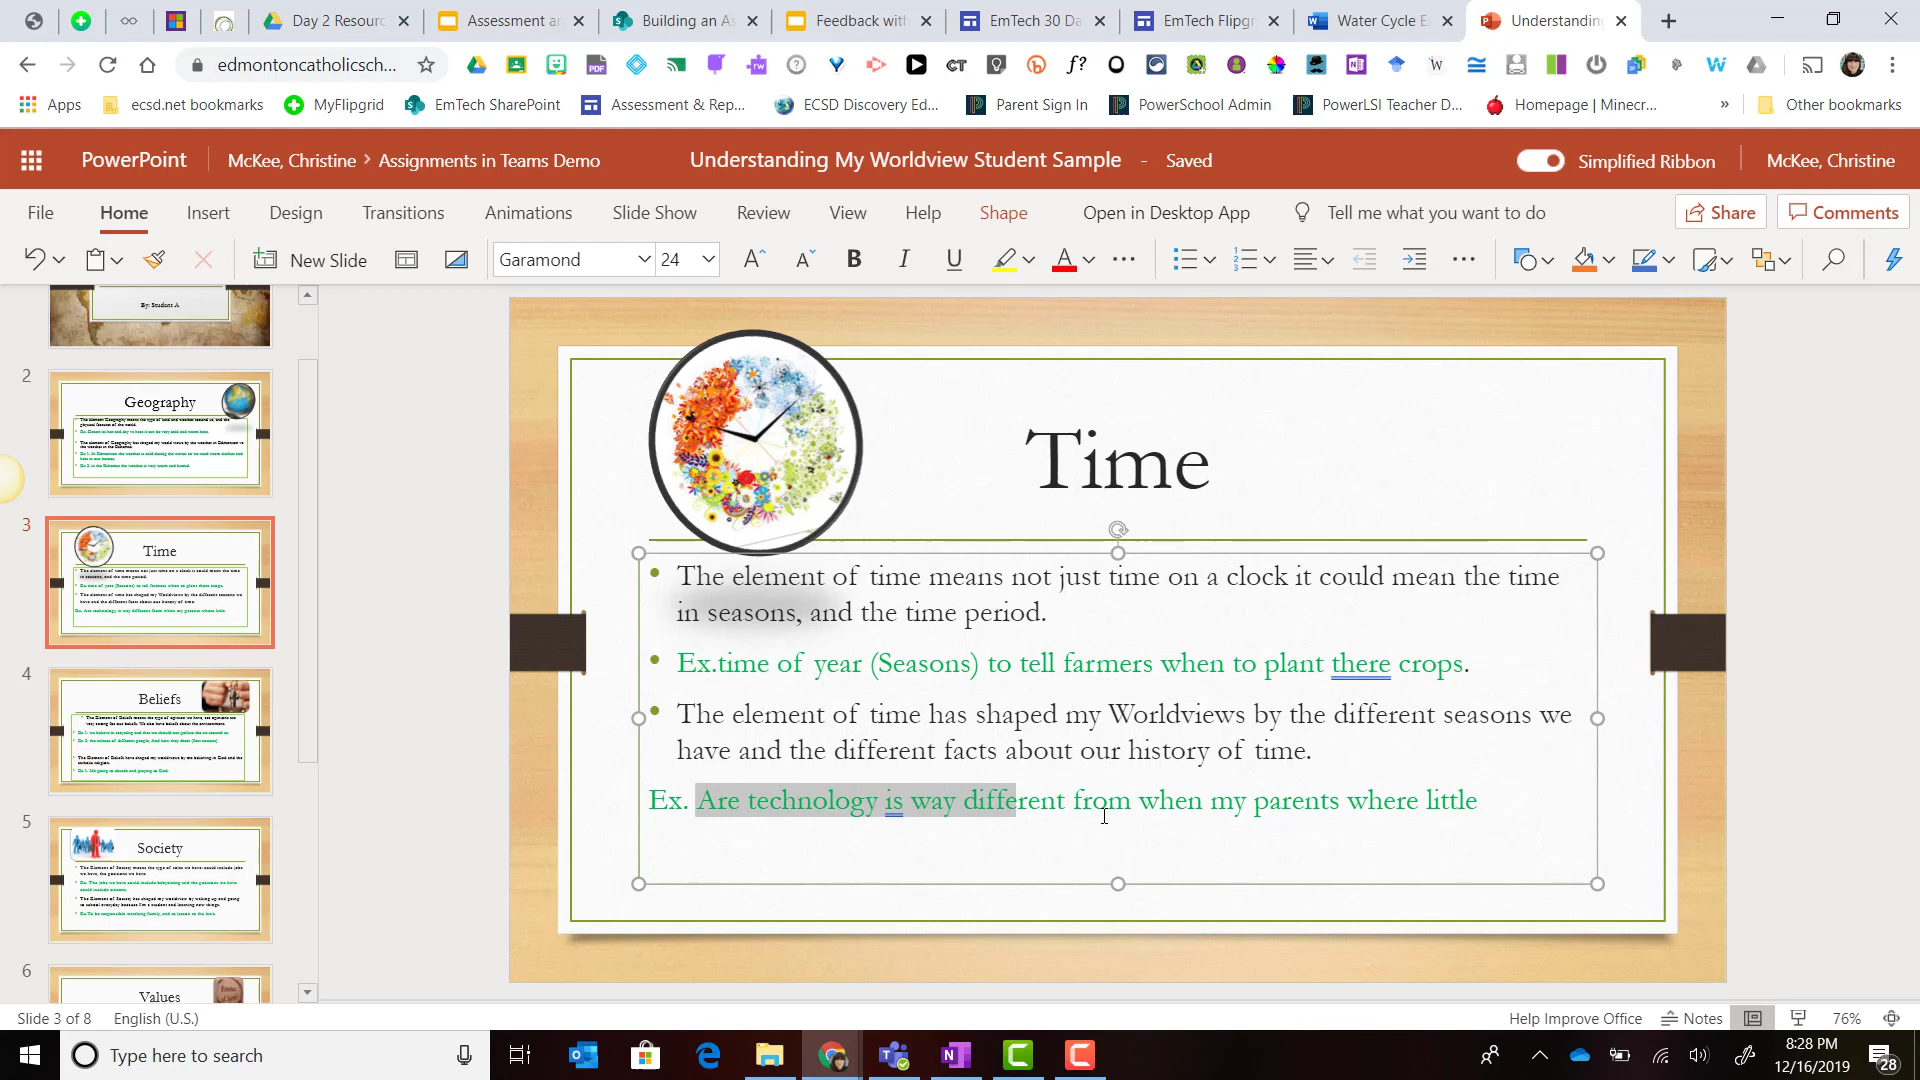 Day 2 Resourc
Assessment an
Building an As
Feedback with
EmTech 30 Da
EmTech Flipgr
Water Cycle E
Understanding
edmontoncatholicsch...
Apps
ecsd.net bookmarks
MyFlipgrid
EmTech SharePoint
Assessment & Rep...
ECSD Discovery Ed...
Parent Sign In
PowerSchool Admin
PowerLSI Teacher D...
Homepage | Minecr...
»
Other bookmarks
PowerPoint
McKee, Christine > Assignments in Teams Demo
Understanding My Worldview Student Sample - Saved
Simplified Ribbon
McKee, Christine
File
Home
Insert
Design
Transitions
Animations
Slide Show
Review
View
Help
Shape
Open in Desktop App
Tell me what you want to do
Share
Comments
New Slide
Garamond
24
By: Student A
2
Geography
3
Time
4
Beliefs
5
Society
6
Values
Time
• The element of time means not just time on a clock it could mean the time
in seasons, and the time period.
• Ex.time of year (Seasons) to tell farmers when to plant there crops.
• The element of time has shaped my Worldviews by the different seasons we
have and the different facts about our history of time.
Ex. Are technology is way different from when my parents where little
Slide 3 of 8
English (U.S.)
Help Improve Office
Notes
76%
Type here to search
8:28 PM
12/16/2019
28